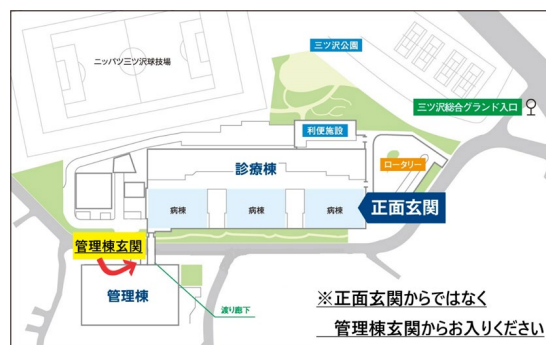 三ツ沢公園
ニッパツ三ツ沢球技場
三ツ沢総合グランド入口
利便施設
診療棟
ロータリー
病棟
病棟
病棟
正面玄関
管理棟玄関
管理棟
渡り廊下
※正面玄関からではなく
管理棟玄関からお入りください